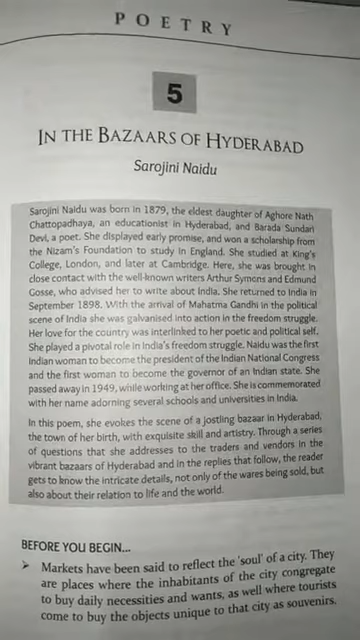 POETRY
5
IN THE BAZAARS OF HYDERABAD
Sarojini Naidu
Sarojini Naidu was born in 1879, the eldest daughter of Aghore Nath
Chattopadhaya, an educationist in Hyderabad, and Barada Sundari
Devi, a poet. She displayed early promise, and won a scholarship from
the Nizam's Foundation to study in England. She studied at King's
College, London, and later at Cambridge. Here, she was brought in
close contact with the well-known writers Arthur Symons and Edmund
Gosse, who advised her to write about India. She returned to India in
September 1898. With the arrival of Mahatma Gandhi in the political
scene of India she was galvanised into action in the freedom struggle.
Her love for the country was interlinked to her poetic and political self.
She played a pivotal role in India's freedom struggle. Naidu was the first
Indian woman to become the president of the Indian National Congress
and the first woman to become the governor of an Indian state. She
passed away in 1949, while working at her office. She is commemorated
with her name adorning several schools and universities in India.
In this poem, she evokes the scene of a jostling bazaar in Hyderabad,
the town of her birth, with exquisite skill and artistry. Through a series
of questions that she addresses to the traders and vendors in the
vibrant bazaars of Hyderabad and in the replies that follow, the reader
gets to know the intricate details, not only of the wares being sold, but
also about their relation to life and the world.
BEFORE YOU BEGIN...
➤ Markets have been said to reflect the 'soul' of a city. They
are places where the inhabitants of the city congregate
to buy daily necessities and wants, as well where tourists
come to buy the objects unique to that city as souvenirs.